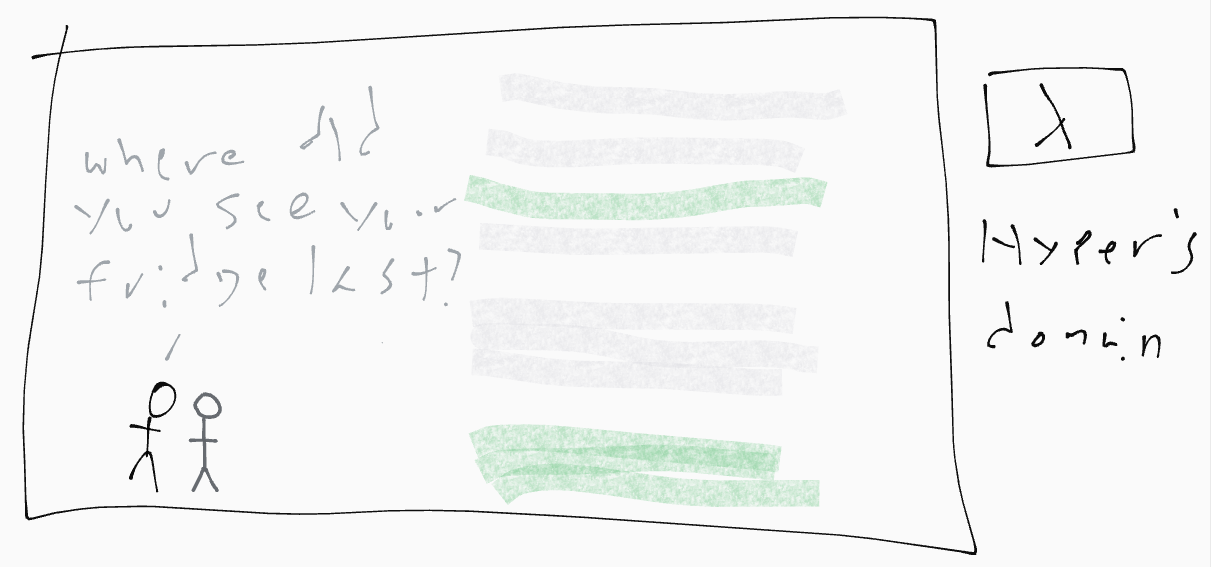 where did
you see your
fridge last?
λ
Hyper's
domain